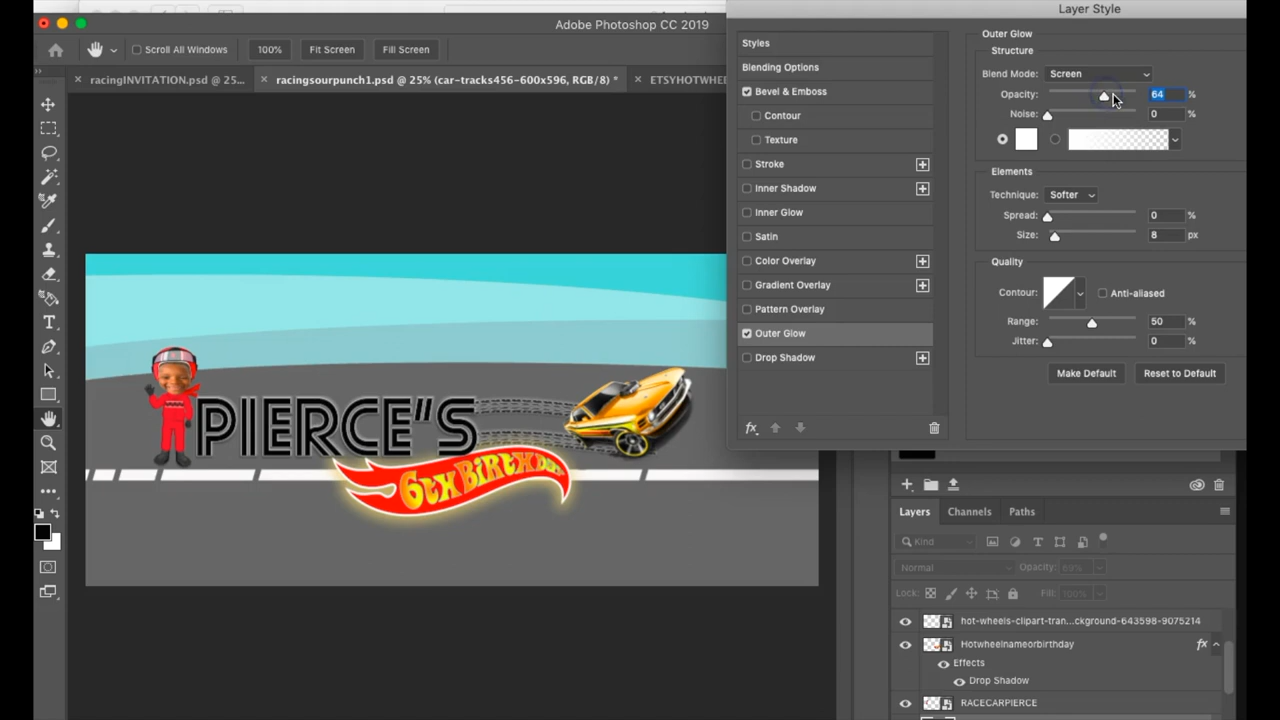 Adobe Photoshop CC 2019
Layer Style
Scroll All Windows
100%
Fit Screen
Fill Screen
racingINVITATION.psd @ 25...
racingsourpunch1.psd @ 25% (car-tracks456-600x596, RGB/8) *
ETSYHOTWHEE
Styles
Blending Options
Bevel & Emboss
Contour
Texture
Stroke
Inner Shadow
Inner Glow
Satin
Color Overlay
Gradient Overlay
Pattern Overlay
Outer Glow
Drop Shadow
fx
Outer Glow
Structure
Blend Mode: Screen
Opacity: 64 %
Noise: 0 %
Elements
Technique: Softer
Spread: 0 %
Size: 8 px
Quality
Contour: Anti-aliased
Range: 50 %
Jitter: 0 %
Make Default
Reset to Default
PIERCE"S
6TH BIRTHDAY
Layers
Channels
Paths
Kind
Normal
Opacity: 69%
Lock:
Fill: 100%
hot-wheels-clipart-tran...ckground-643598-9075214
Hotwheelnameorbirthday
fx
Effects
Drop Shadow
RACECARPIERCE